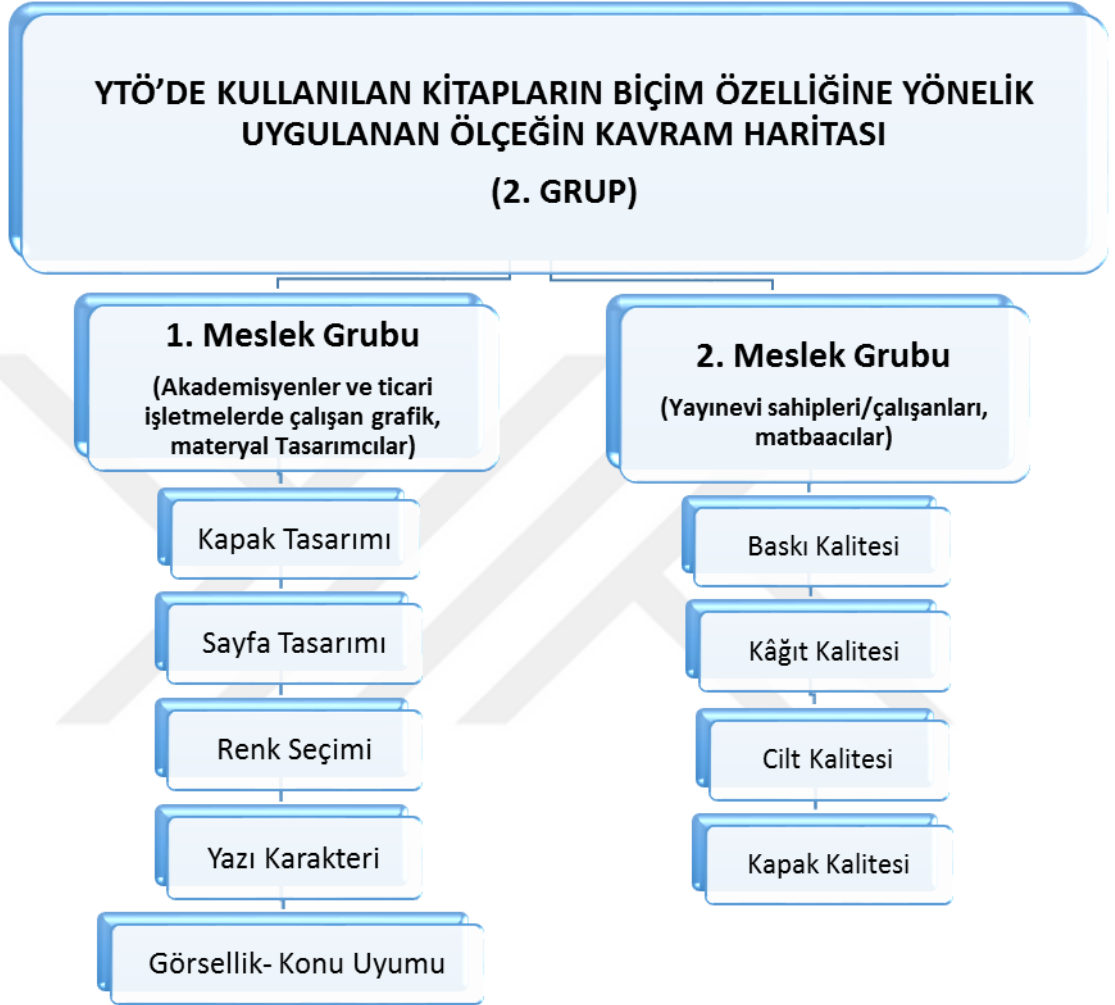 YTÖ’DE KULLANILAN KİTAPLARIN BİÇİM ÖZELLİĞİNE YÖNELİK
UYGULANAN ÖLÇEĞİN KAVRAM HARİTASI
(2. GRUP)
1. Meslek Grubu
(Akademisyenler ve ticari
işletmelerde çalışan grafik,
materyal Tasarımcılar)
Kapak Tasarımı
Sayfa Tasarımı
Renk Seçimi
Yazı Karakteri
Görsellik- Konu Uyumu
2. Meslek Grubu
(Yayınevi sahipleri/çalışanları,
matbaacılar)
Baskı Kalitesi
Kâğıt Kalitesi
Cilt Kalitesi
Kapak Kalitesi